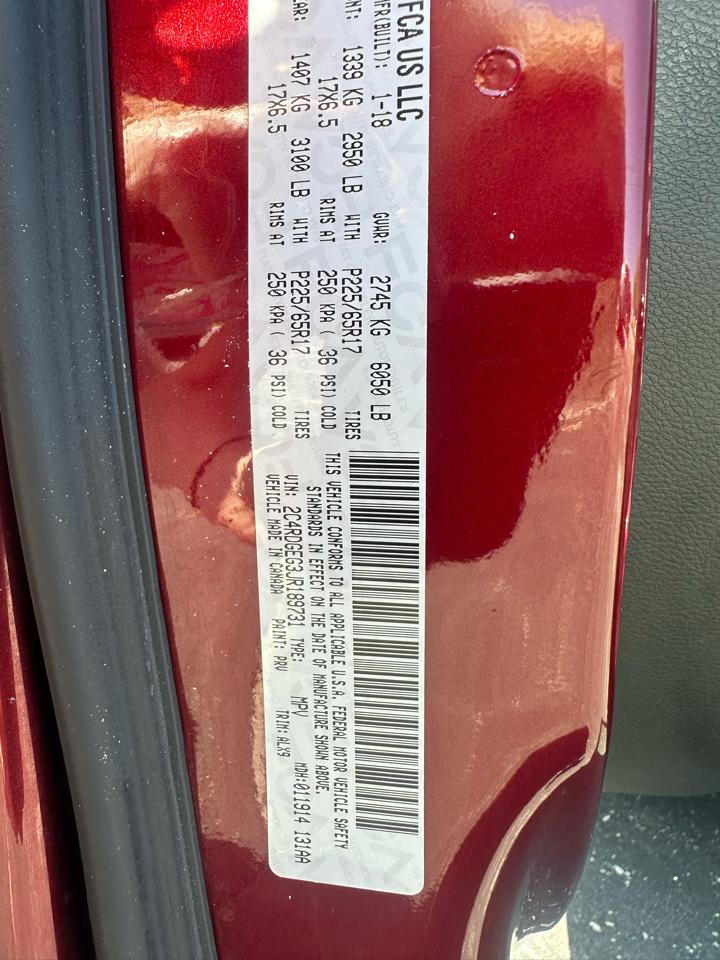 FCA US LLC
MFR(BUILT): 1-18 GVWR: 2745 KG 6050 LB
1339 KG 2950 LB WITH P225/65R17 TIRES
17X6.5 RIMS AT 250 KPA ( 36 PSI) COLD
1407 KG 3100 LB WITH P225/65R17 TIRES
17X6.5 RIMS AT 250 KPA ( 36 PSI) COLD
THIS VEHICLE CONFORMS TO ALL APPLICABLE U.S.A. FEDERAL MOTOR VEHICLE SAFETY
STANDARDS IN EFFECT ON THE DATE OF MANUFACTURE SHOWN ABOVE.
VIN: 2C4RDGEG3JR189731 TYPE: MPV MDH:011914 131AA
VEHICLE MADE IN CANADA PAINT: PRV TRIM:ALX9